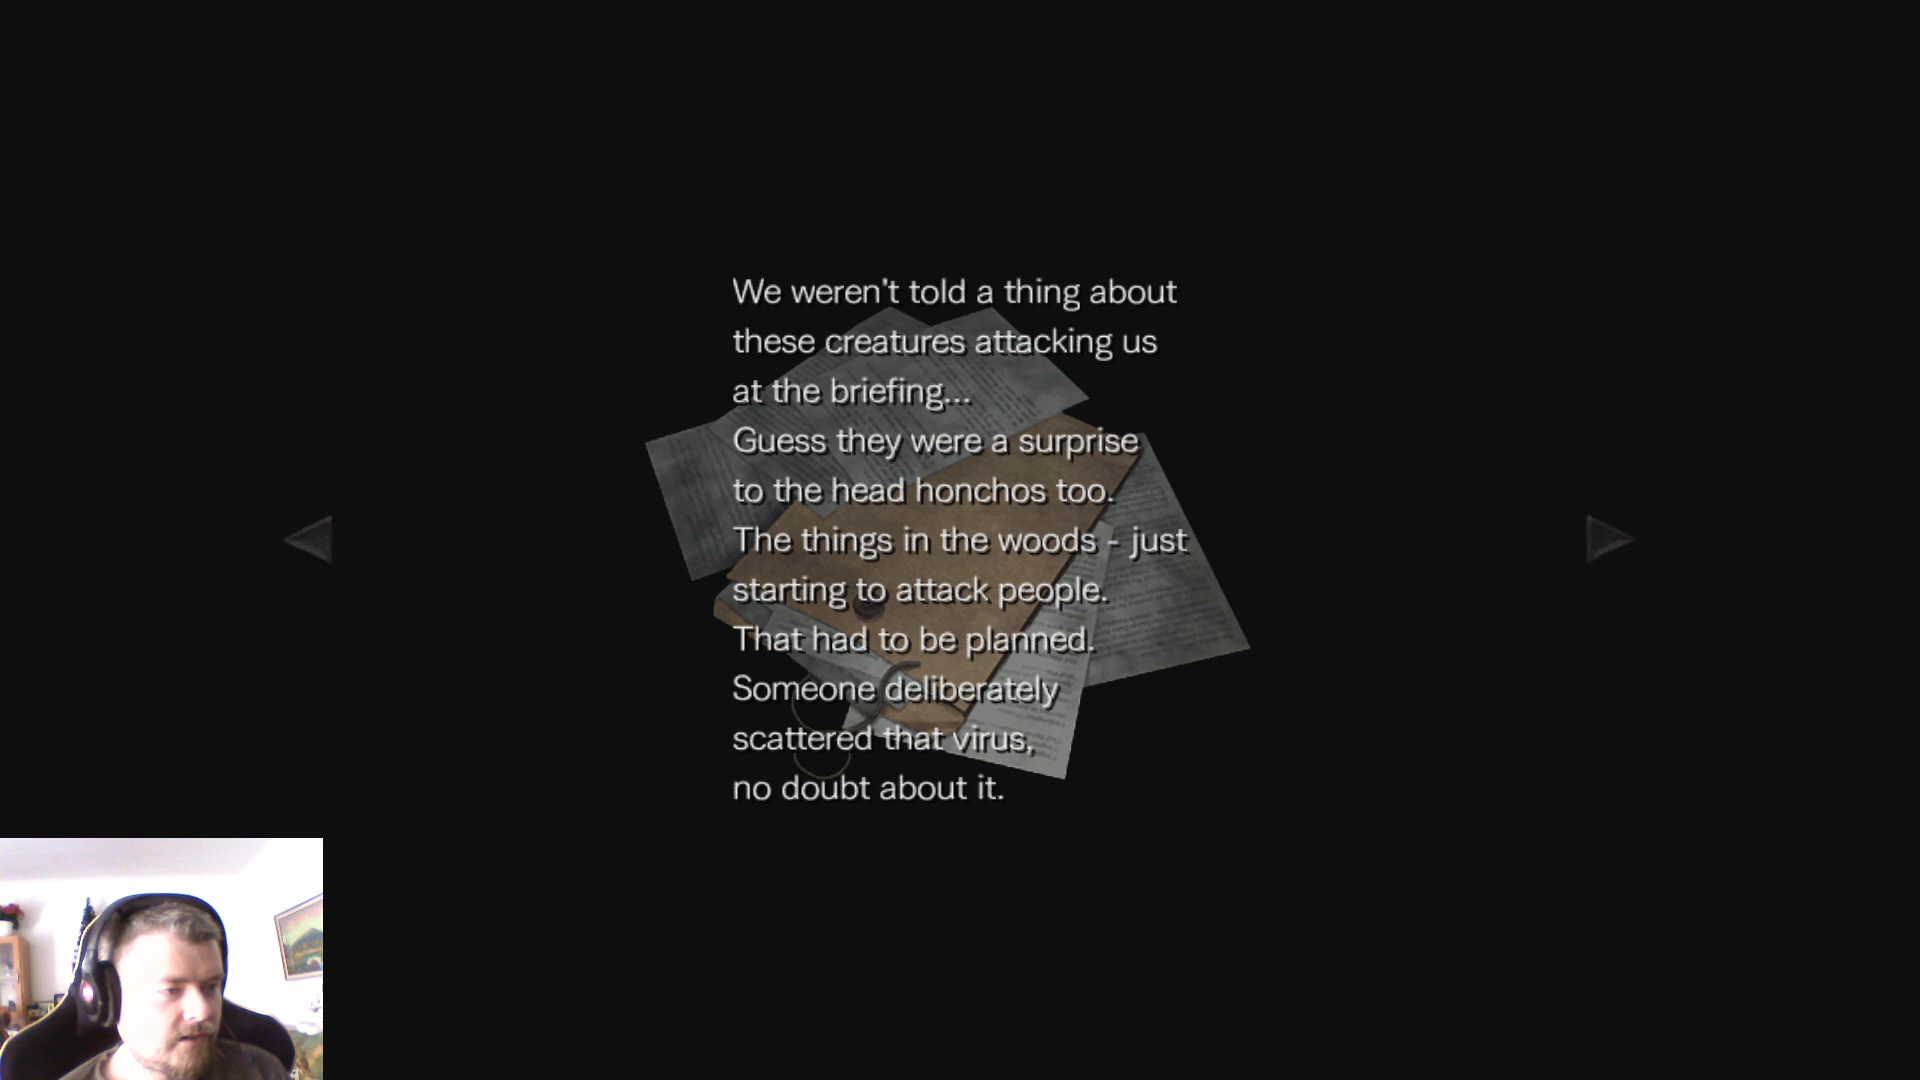 We weren't told a thing about
these creatures attacking us
at the briefing...
Guess they were a surprise
to the head honchos too.
The things in the woods - just
starting to attack people.
That had to be planned.
Someone deliberately
scattered that virus,
no doubt about it.